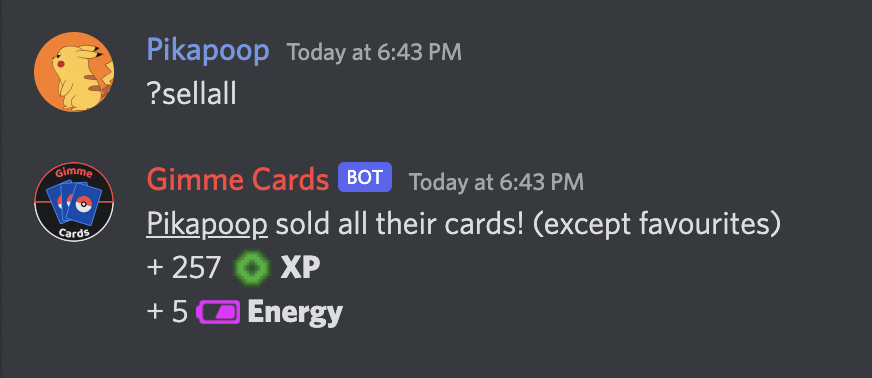 Pikapoop Today at 6:43 PM
?sellall
Gimme
Cards
Gimme Cards BOT Today at 6:43 PM
Pikapoop sold all their cards! (except favourites)
+ 257 XP
+ 5 Energy